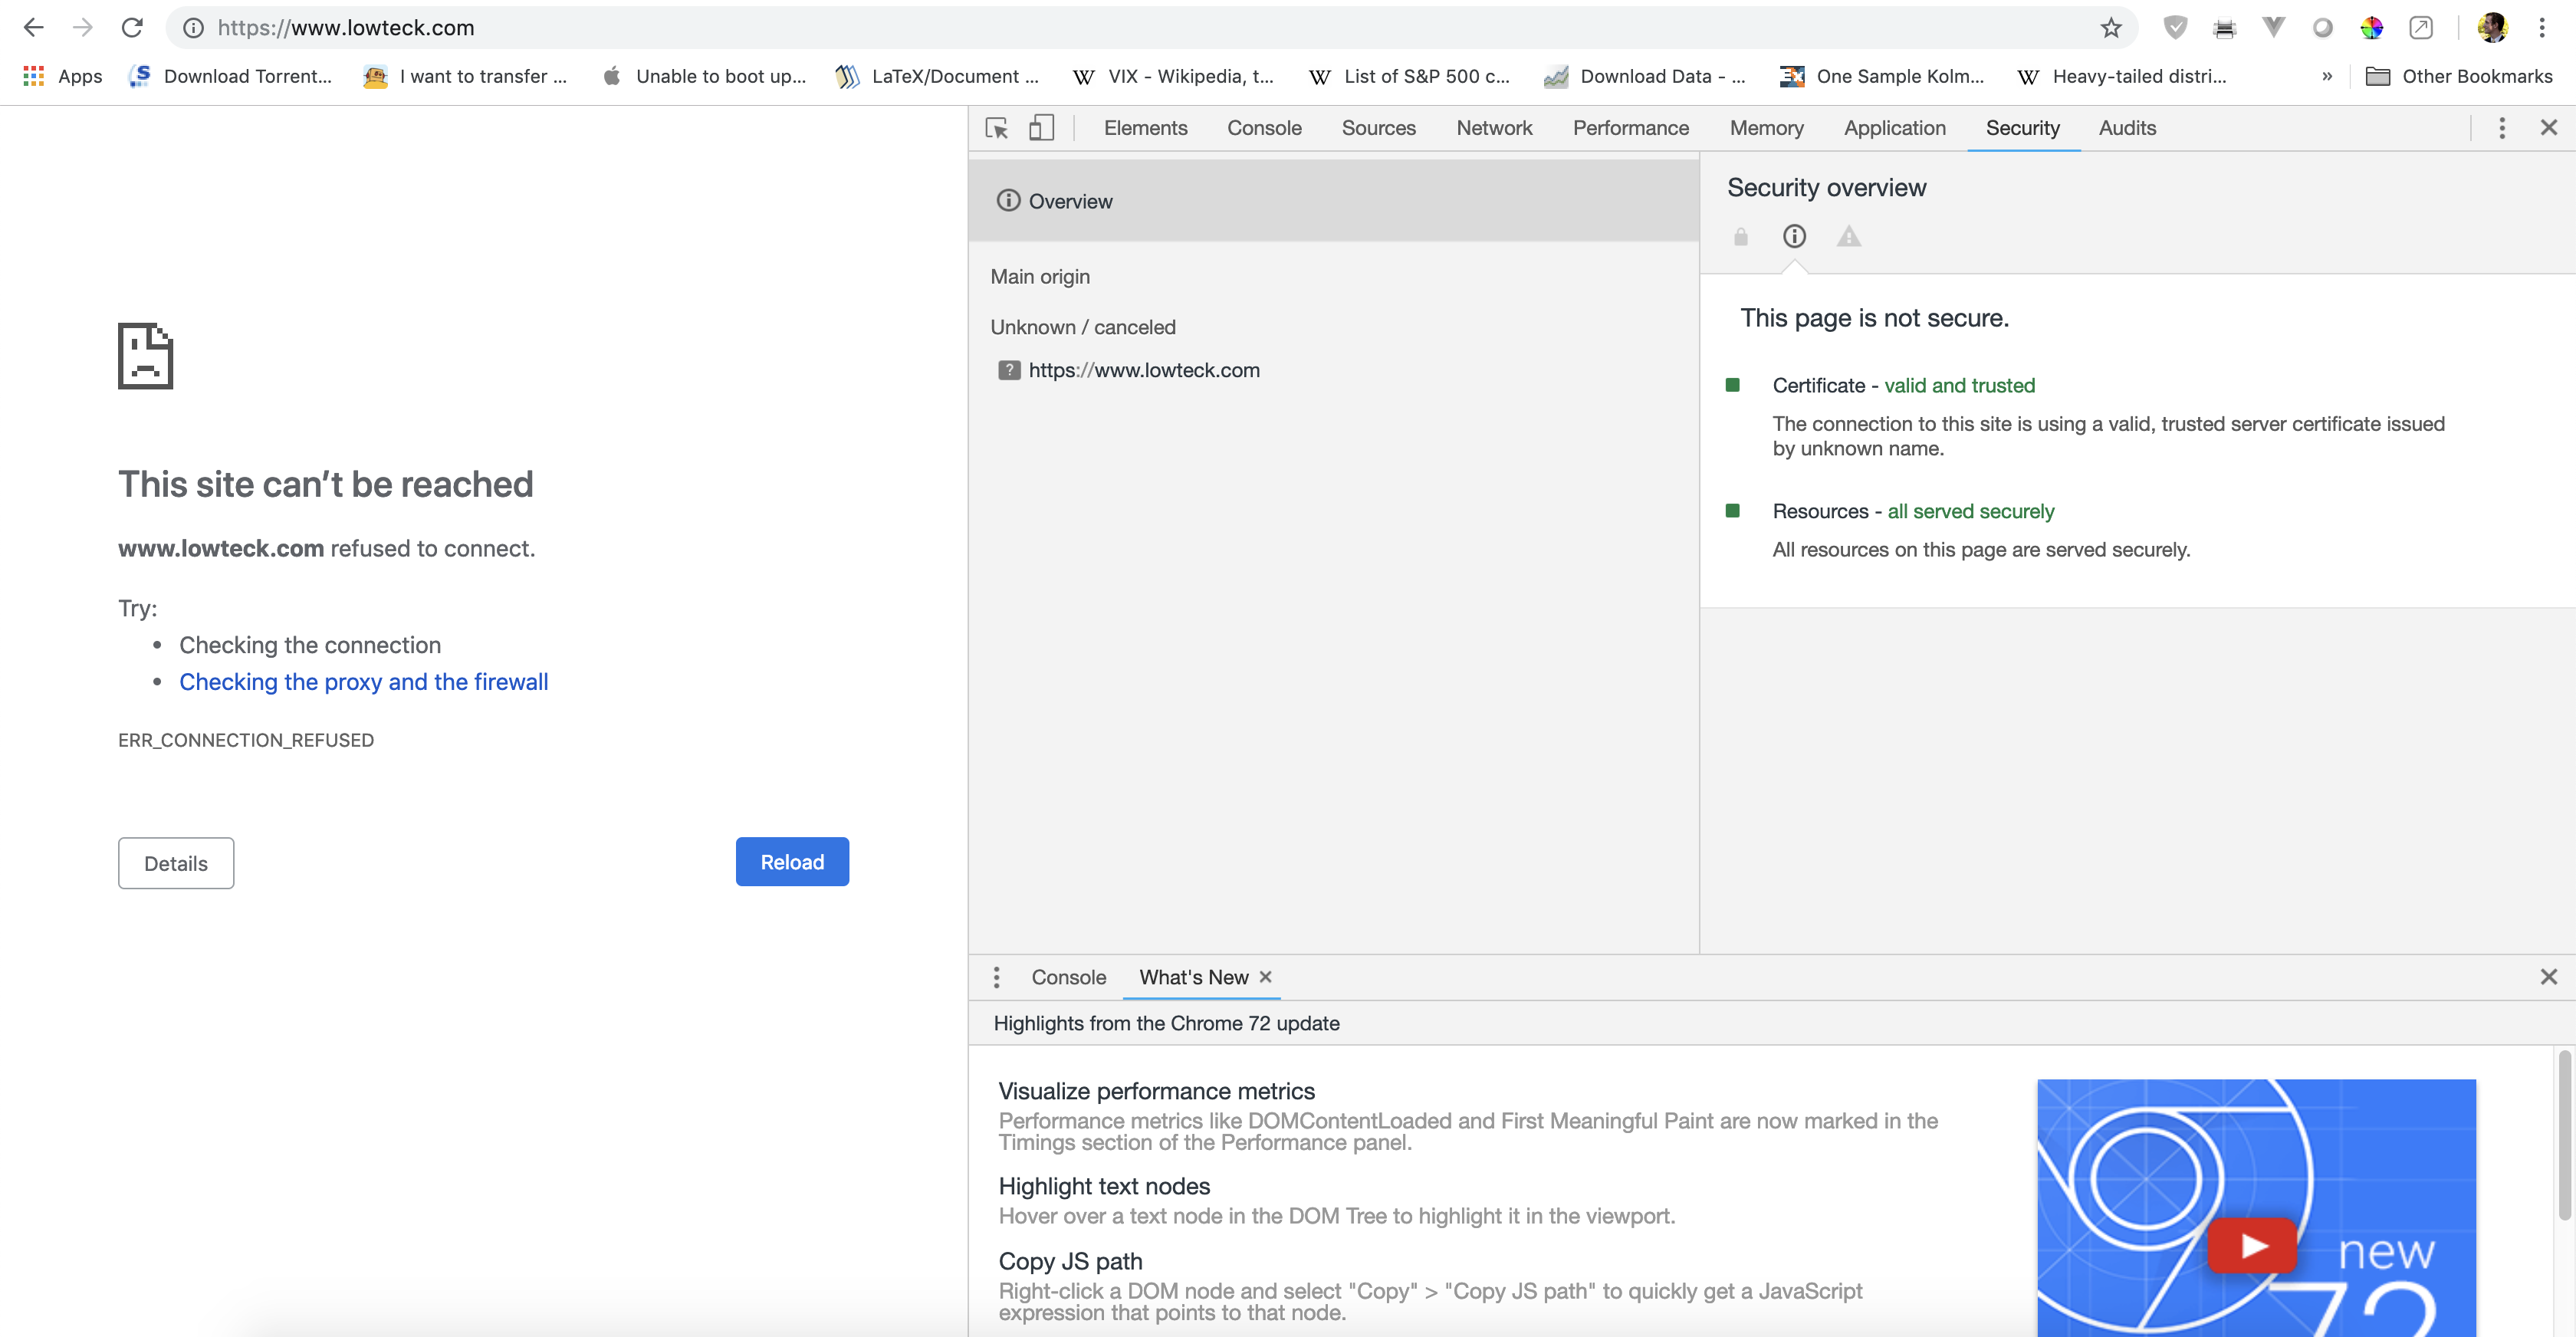 https://www.lowteck.com
Apps Download Torrent... I want to transfer ... Unable to boot up... LaTeX/Document ... VIX - Wikipedia, t... List of S&P 500 c... Download Data - ... One Sample Kolm... Heavy-tailed distri... » Other Bookmarks
Elements Console Sources Network Performance Memory Application Security Audits
Overview
Main origin
Unknown / canceled
https://www.lowteck.com
Security overview
This page is not secure.
Certificate - valid and trusted
The connection to this site is using a valid, trusted server certificate issued
by unknown name.
Resources - all served securely
All resources on this page are served securely.
This site can’t be reached
www.lowteck.com refused to connect.
Try:
• Checking the connection
• Checking the proxy and the firewall
ERR_CONNECTION_REFUSED
Details Reload
Console What's New
Highlights from the Chrome 72 update
Visualize performance metrics
Performance metrics like DOMContentLoaded and First Meaningful Paint are now marked in the
Timings section of the Performance panel.
Highlight text nodes
Hover over a text node in the DOM Tree to highlight it in the viewport.
Copy JS path
Right-click a DOM node and select "Copy" > "Copy JS path" to quickly get a JavaScript
expression that points to that node.
new
72